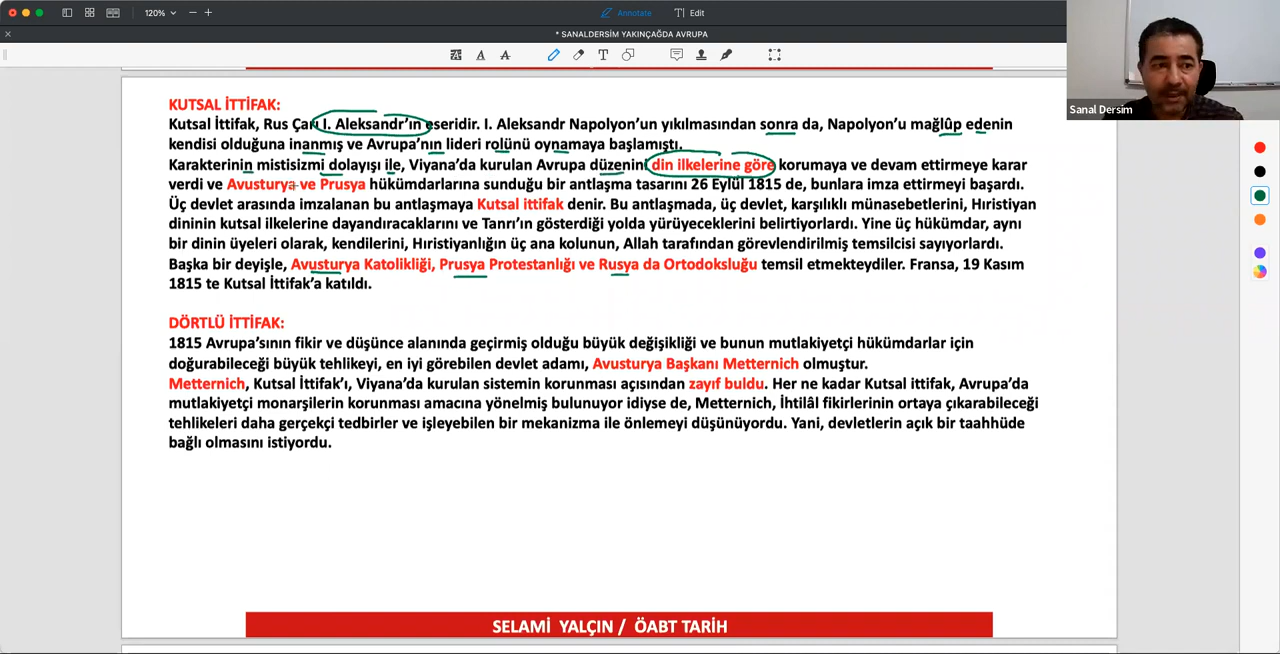 120%
Annotate
Edit
* SANALDERSİM YAKINÇAĞDA AVRUPA
Sanal Dersim
KUTSAL İTTİFAK:
Kutsal İttifak, Rus Çarı I. Aleksandr’ın eseridir. I. Aleksandr Napolyon’un yıkılmasından sonra da, Napolyon’u mağlûp edenin
kendisi olduğuna inanmış ve Avrupa’nın lideri rolünü oynamaya başlamıştı.
Karakterinin mistisizmi dolayısı ile, Viyana’da kurulan Avrupa düzenini din ilkelerine göre korumaya ve devam ettirmeye karar
verdi ve Avusturya ve Prusya hükümdarlarına sunduğu bir antlaşma tasarını 26 Eylül 1815 de, bunlara imza ettirmeyi başardı.
Üç devlet arasında imzalanan bu antlaşmaya Kutsal ittifak denir. Bu antlaşmada, üç devlet, karşılıklı münasebetlerini, Hıristiyan
dininin kutsal ilkelerine dayandıracaklarını ve Tanrı’ın gösterdiği yolda yürüyeceklerini belirtiyorlardı. Yine üç hükümdar, aynı
bir dinin üyeleri olarak, kendilerini, Hıristiyanlığın üç ana kolunun, Allah tarafından görevlendirilmiş temsilcisi sayıyorlardı.
Başka bir deyişle, Avusturya Katolikliği, Prusya Protestanlığı ve Rusya da Ortodoksluğu temsil etmekteydiler. Fransa, 19 Kasım
1815 te Kutsal İttifak’a katıldı.
DÖRTLÜ İTTİFAK:
1815 Avrupa’sının fikir ve düşünce alanında geçirmiş olduğu büyük değişikliği ve bunun mutlakiyetçi hükümdarlar için
doğurabileceği büyük tehlikeyi, en iyi görebilen devlet adamı, Avusturya Başkanı Metternich olmuştur.
Metternich, Kutsal İttifak’ı, Viyana’da kurulan sistemin korunması açısından zayıf buldu. Her ne kadar Kutsal ittifak, Avrupa’da
mutlakiyetçi monarşilerin korunması amacına yönelmiş bulunuyor idiyse de, Metternich, İhtilâl fikirlerinin ortaya çıkarabileceği
tehlikeleri daha gerçekçi tedbirler ve işleyebilen bir mekanizma ile önlemeyi düşünüyordu. Yani, devletlerin açık bir taahhüde
bağlı olmasını istiyordu.
SELAMİ YALÇIN / ÖABT TARİH